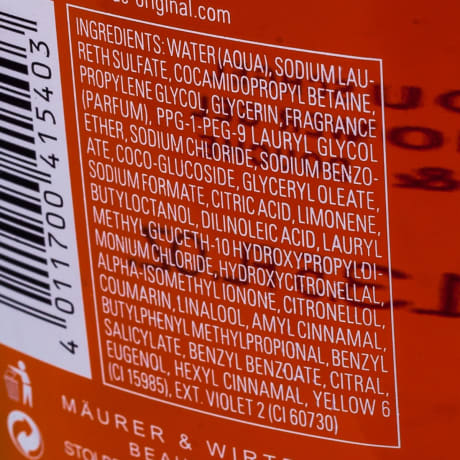 original.com
INGREDIENTS: WATER (AQUA), SODIUM LAU-
RETH SULFATE, COCAMIDOPROPYL BETAINE,
PROPYLENE GLYCOL, GLYCERIN, FRAGRANCE
(PARFUM), PPG-1-PEG-9 LAURYL GLYCOL
ETHER, SODIUM CHLORIDE, SODIUM BENZO-
ATE, COCO-GLUCOSIDE, GLYCERYL OLEATE,
SODIUM FORMATE, CITRIC ACID, LIMONENE,
BUTYLOCTANOL, DILINOLEIC ACID, LAURYL
METHYL GLUCETH-10 HYDROXYPROPYLDI-
MONIUM CHLORIDE, HYDROXYCITRONELLAL,
ALPHA-ISOMETHYL IONONE, CITRONELLOL,
COUMARIN, LINALOOL, AMYL CINNAMAL,
BUTYLPHENYL METHYLPROPIONAL, BENZYL
SALICYLATE, BENZYL BENZOATE, CITRAL,
EUGENOL, HEXYL CINNAMAL, YELLOW 6
(CI 15985), EXT. VIOLET 2 (CI 60730)
4 011700 415403
MÄURER & WIRT
BEAU